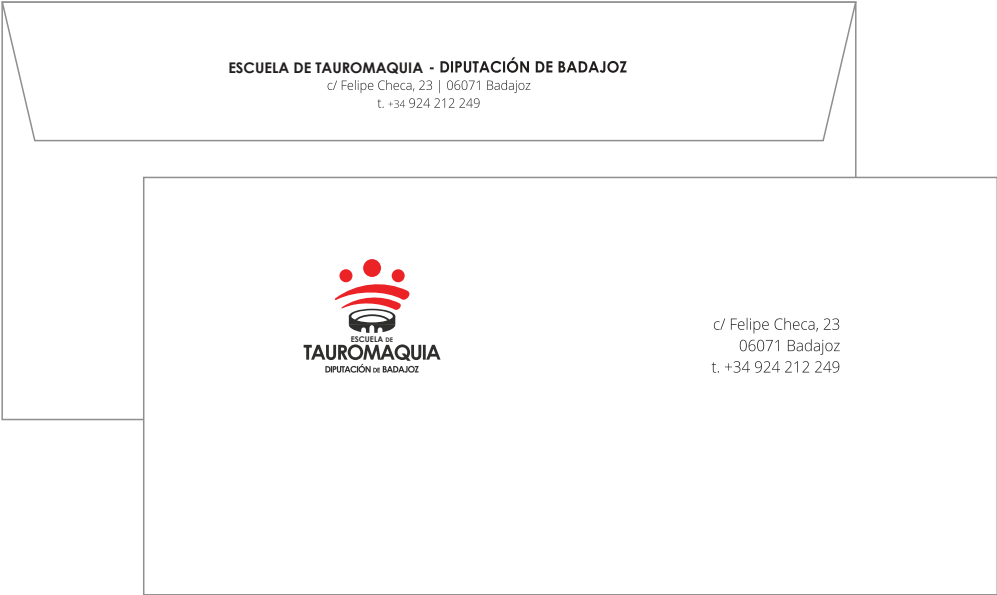 ESCUELA DE TAUROMAQUIA - DIPUTACIÓN DE BADAJOZ
c/ Felipe Checa, 23 | 06071 Badajoz
t. +34 924 212 249
ESCUELA DE
TAUROMAQUIA
DIPUTACIÓN DE BADAJOZ
c/ Felipe Checa, 23
06071 Badajoz
t. +34 924 212 249